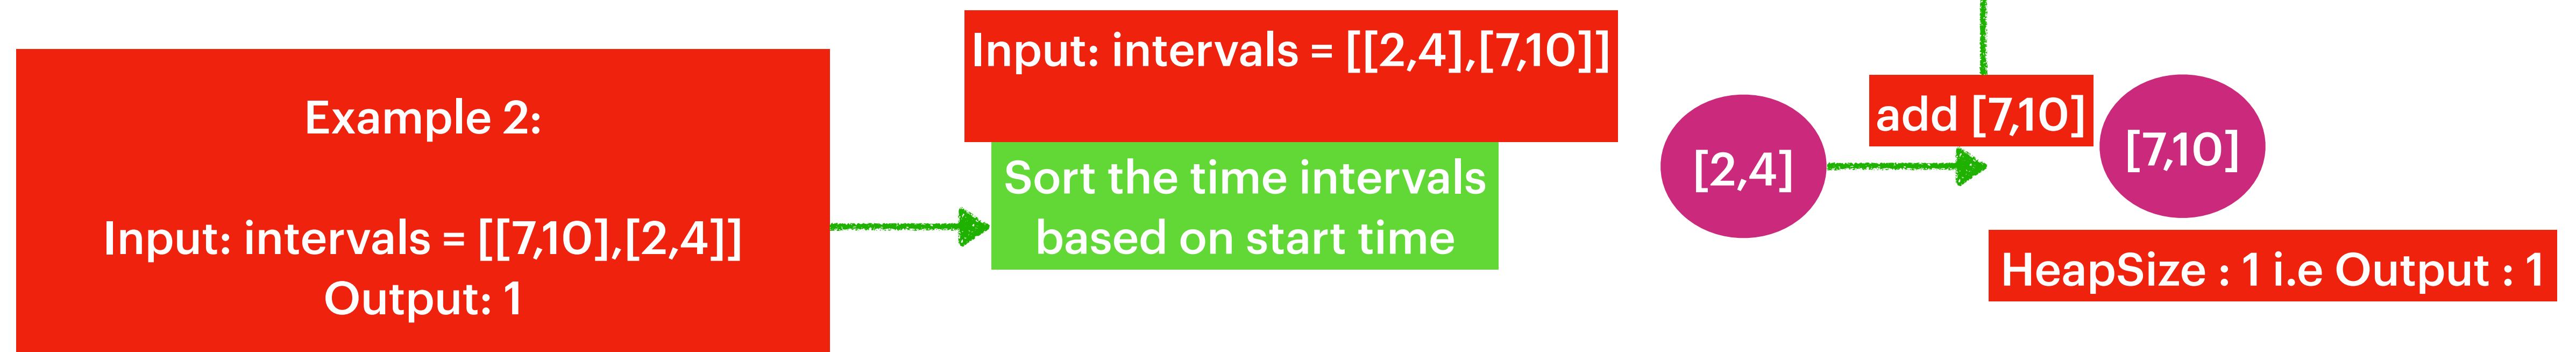 Example 2:
Input: intervals = [[7,10],[2,4]]
Output: 1
Input: intervals = [[2,4],[7,10]]
Sort the time intervals
based on start time
[2,4]
add [7,10]
[7,10]
HeapSize : 1 i.e Output : 1